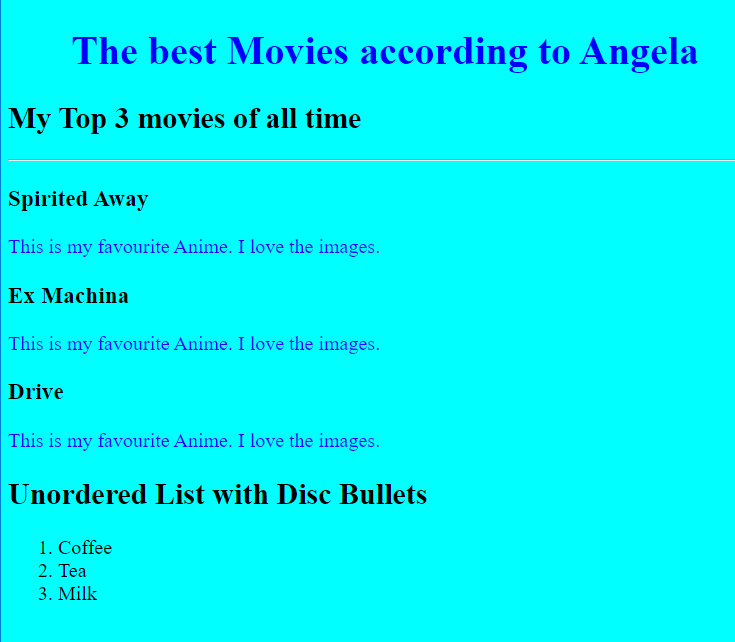 The best Movies according to Angela
My Top 3 movies of all time
Spirited Away
This is my favourite Anime. I love the images.
Ex Machina
This is my favourite Anime. I love the images.
Drive
This is my favourite Anime. I love the images.
Unordered List with Disc Bullets
1. Coffee
2. Tea
3. Milk